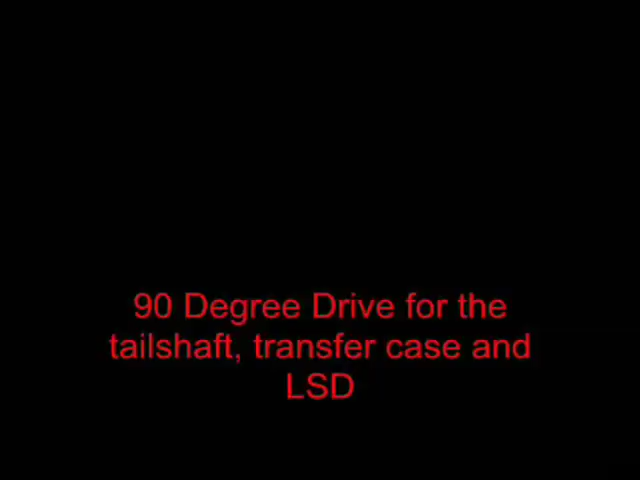 90 Degree Drive for the
tailshaft, transfer case and
LSD